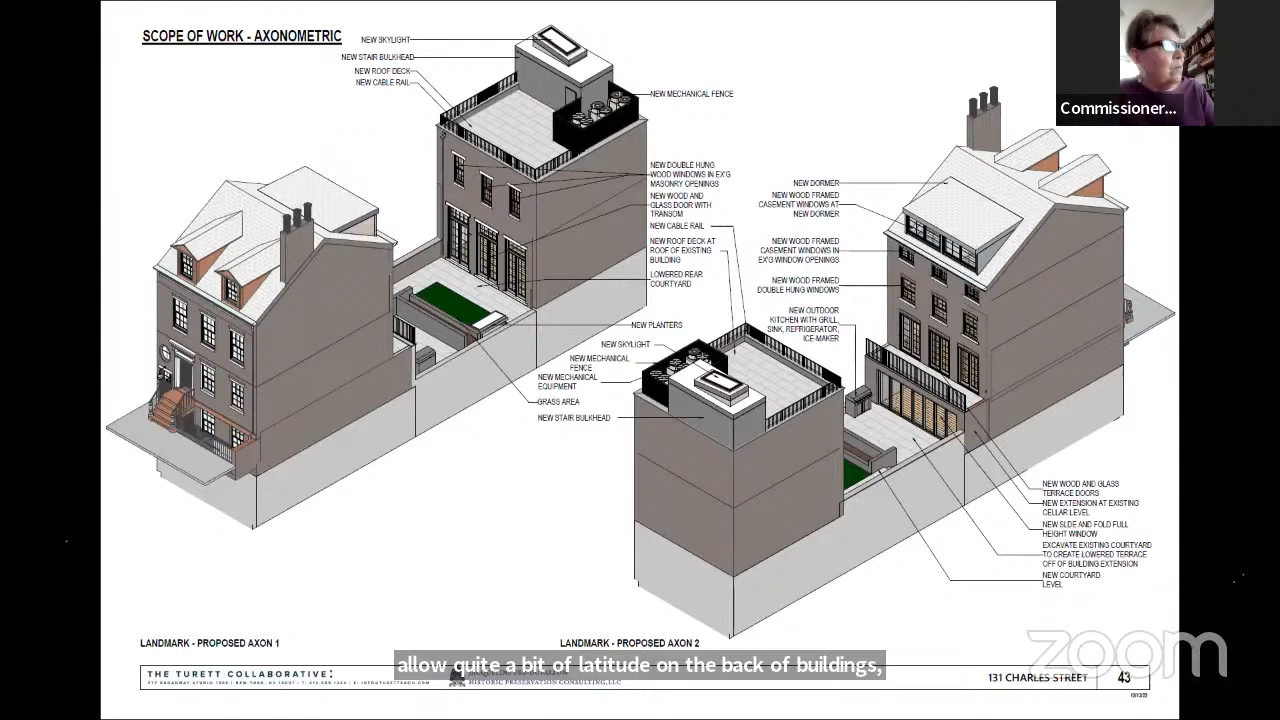 SCOPE OF WORK - AXONOMETRIC
NEW SKYLIGHT
NEW STAIR BULKHEAD
NEW ROOF DECK
NEW CABLE RAIL
NEW MECHANICAL FENCE
NEW DOUBLE HUNG
WOOD WINDOWS IN EX'G
MASONRY OPENINGS
NEW WOOD AND
GLASS DOOR WITH
TRANSOM
NEW CABLE RAIL
NEW ROOF DECK AT
ROOF OF EXISTING
BUILDING
LOWERED REAR
COURTYARD
NEW PLANTERS
NEW SKYLIGHT
NEW MECHANICAL
FENCE
NEW MECHANICAL
EQUIPMENT
GRASS AREA
NEW STAIR BULKHEAD
NEW DORMER
NEW WOOD FRAMED
CASEMENT WINDOWS AT
NEW DORMER
NEW WOOD FRAMED
CASEMENT WINDOWS IN
EX'G WINDOW OPENINGS
NEW WOOD FRAMED
DOUBLE HUNG WINDOWS
NEW OUTDOOR
KITCHEN WITH GRILL,
SINK, REFRIGERATOR,
ICE-MAKER
NEW WOOD AND GLASS
TERRACE DOORS
NEW EXTENSION AT EXISTING
CELLAR LEVEL
NEW SLDE AND FOLD FULL
HEIGHT WINDOW
EXCAVATE EXISTING COURTYARD
TO CREATE LOWERED TERRACE
OFF OF BUILDING EXTENSION
NEW COURTYARD
LEVEL
Commissioner...
LANDMARK - PROPOSED AXON 1
LANDMARK - PROPOSED AXON 2
allow quite a bit of latitude on the back of buildings,
THE TURETT COLLABORATIVE:
HISTORIC PRESERVATION CONSULTING, LLC
131 CHARLES STREET
43
12/13/22
zoom